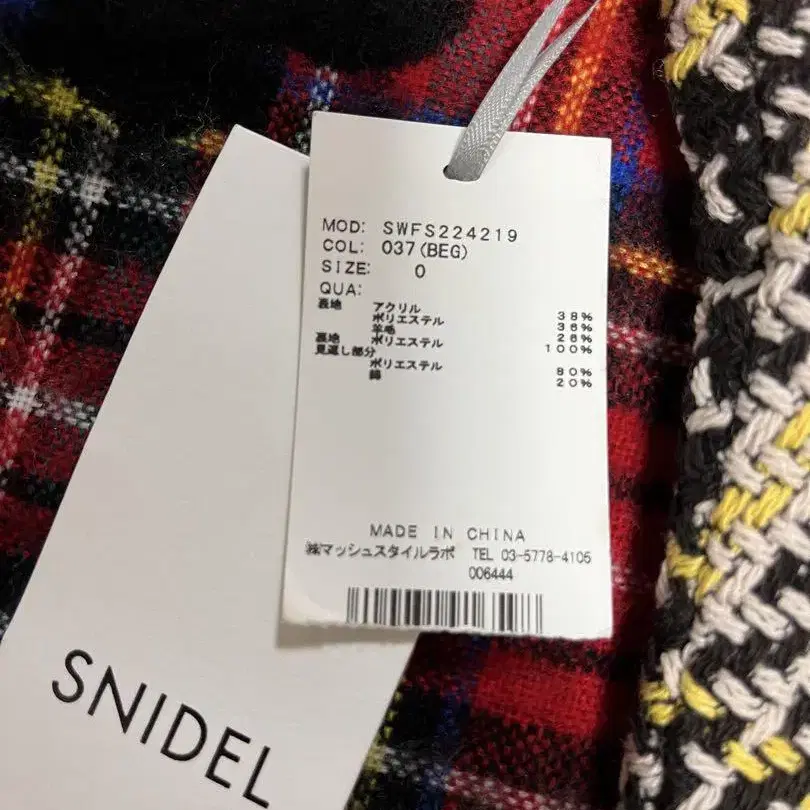 MOD: SWFS224219
COL: 037(BEG)
SIZE: 0
QUA:
表地 アクリル 38%
ポリエステル 36%
羊毛 26%
裏地 ポリエステル 100%
見返し部分
ポリエステル 80%
綿 20%
MADE IN CHINA
㈱マッシュスタイルラボ TEL 03-5778-4105
006444
SNIDEL